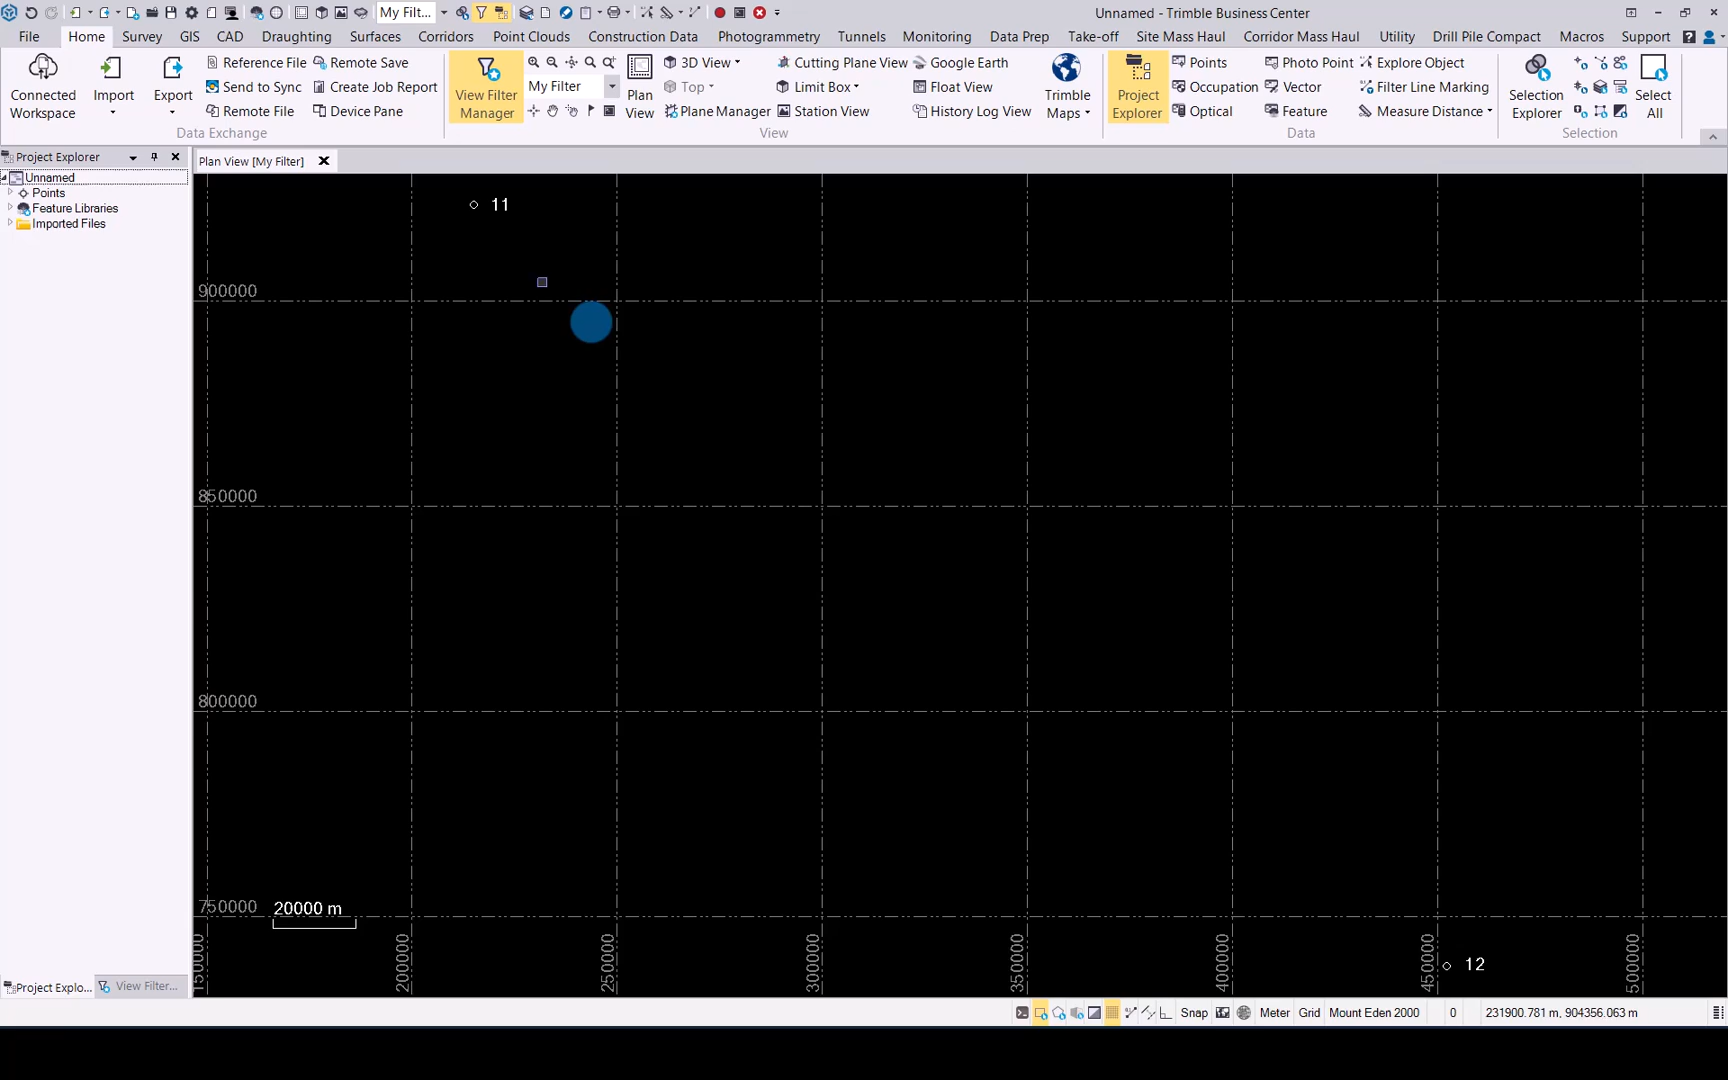 My Filt...
Unnamed - Trimble Business Center
File Home Survey GIS CAD Draughting Surfaces Corridors Point Clouds Construction Data Photogrammetry Tunnels Monitoring Data Prep Take-off Site Mass Haul Corridor Mass Haul Utility Drill Pile Compact Macros Support
Reference File Remote Save
3D View Cutting Plane View Google Earth
Points Photo Point Explore Object
Connected Workspace
Import
Export
Send to Sync Create Job Report
View Filter Manager
My Filter
Plan View
Top Limit Box Float View
Trimble Maps
Project Explorer
Occupation Vector Filter Line Marking
Selection Explorer
Select All
Remote File Device Pane
Plane Manager Station View History Log View
Optical Feature Measure Distance
Data Exchange View Data Selection
Project Explorer
Plan View [My Filter]
Unnamed
Points
Feature Libraries
Imported Files
11
900000
850000
800000
750000
20000 m
150000 200000 250000 300000 350000 400000 450000 500000
12
Project Explo... View Filter...
Snap Meter Grid Mount Eden 2000 0 231900.781 m, 904356.063 m